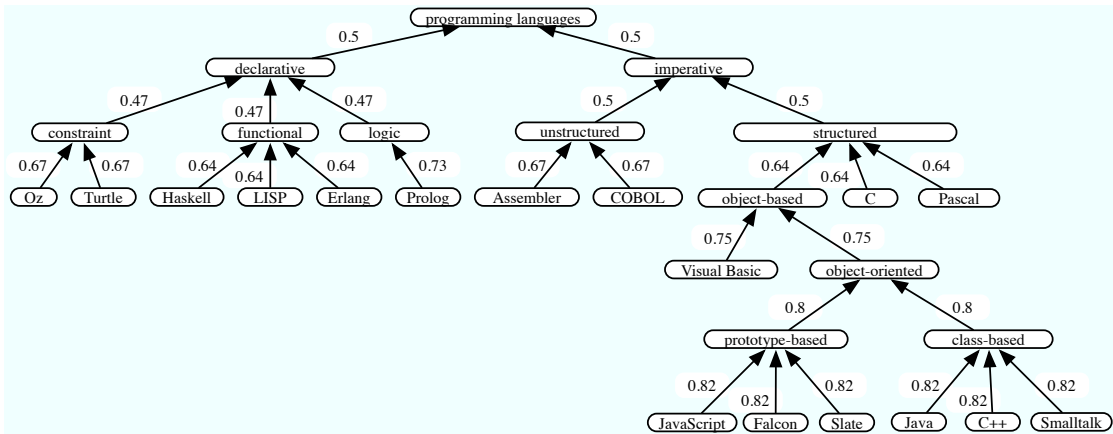 programming languages
0.5
0.5
declarative
imperative
0.47
0.47
0.47
0.5
0.5
constraint
functional
logic
unstructured
structured
0.67
0.67
0.64
0.64
0.64
0.73
0.67
0.67
0.64
0.64
0.64
Oz
Turtle
Haskell
LISP
Erlang
Prolog
Assembler
COBOL
object-based
C
Pascal
0.75
0.75
Visual Basic
object-oriented
0.8
0.8
prototype-based
class-based
0.82
0.82
0.82
0.82
0.82
0.82
JavaScript
Falcon
Slate
Java
C++
Smalltalk